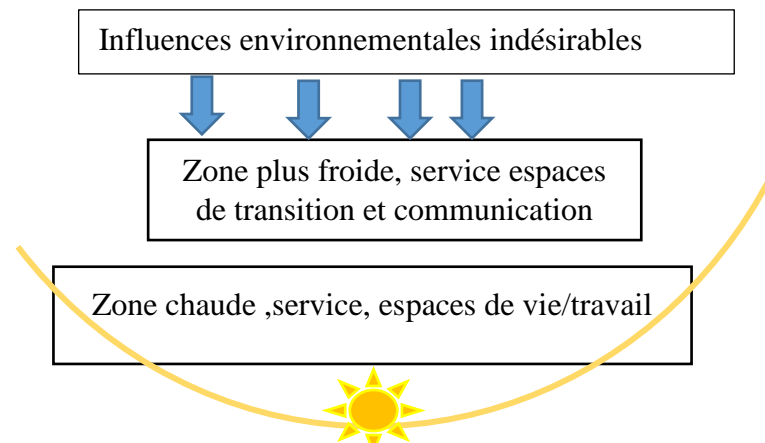 Influences environnementales indésirables
Zone plus froide, service espaces
de transition et communication
Zone chaude ,service, espaces de vie/travail